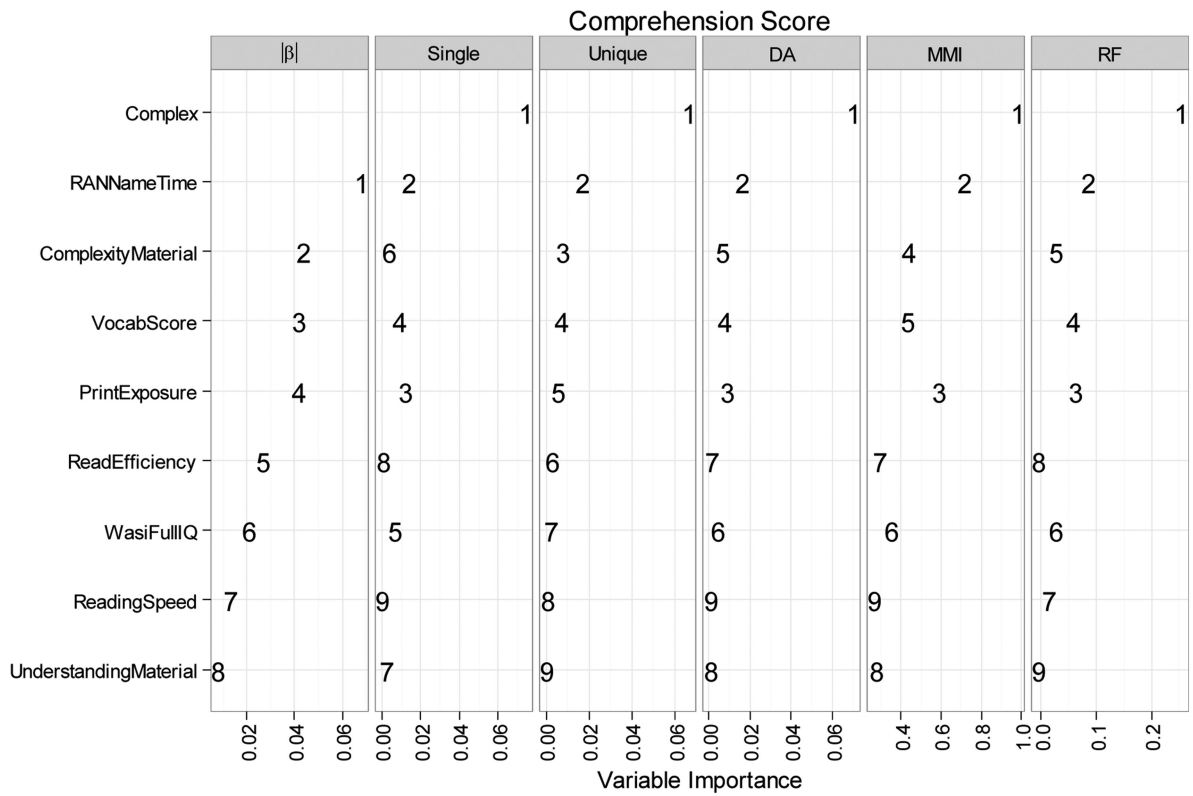 Comprehension Score
|β| Single Unique DA MMI RF
Complex 1 1 1 1 1
RANNameTime 1 2 2 2 2 2
ComplexityMaterial 2 6 3 5 4 5
VocabScore 3 4 4 4 5 4
PrintExposure 4 3 5 3 3 3
ReadEfficiency 5 8 6 7 7 8
WasiFullIQ 6 5 7 6 6 6
ReadingSpeed 7 9 8 9 9 7
UnderstandingMaterial 8 7 9 8 8 9
0.02 0.04 0.06 0.00 0.02 0.04 0.06 0.00 0.02 0.04 0.06 0.00 0.02 0.04 0.06 0.4 0.6 0.8 1.0 0.0 0.1 0.2
Variable Importance